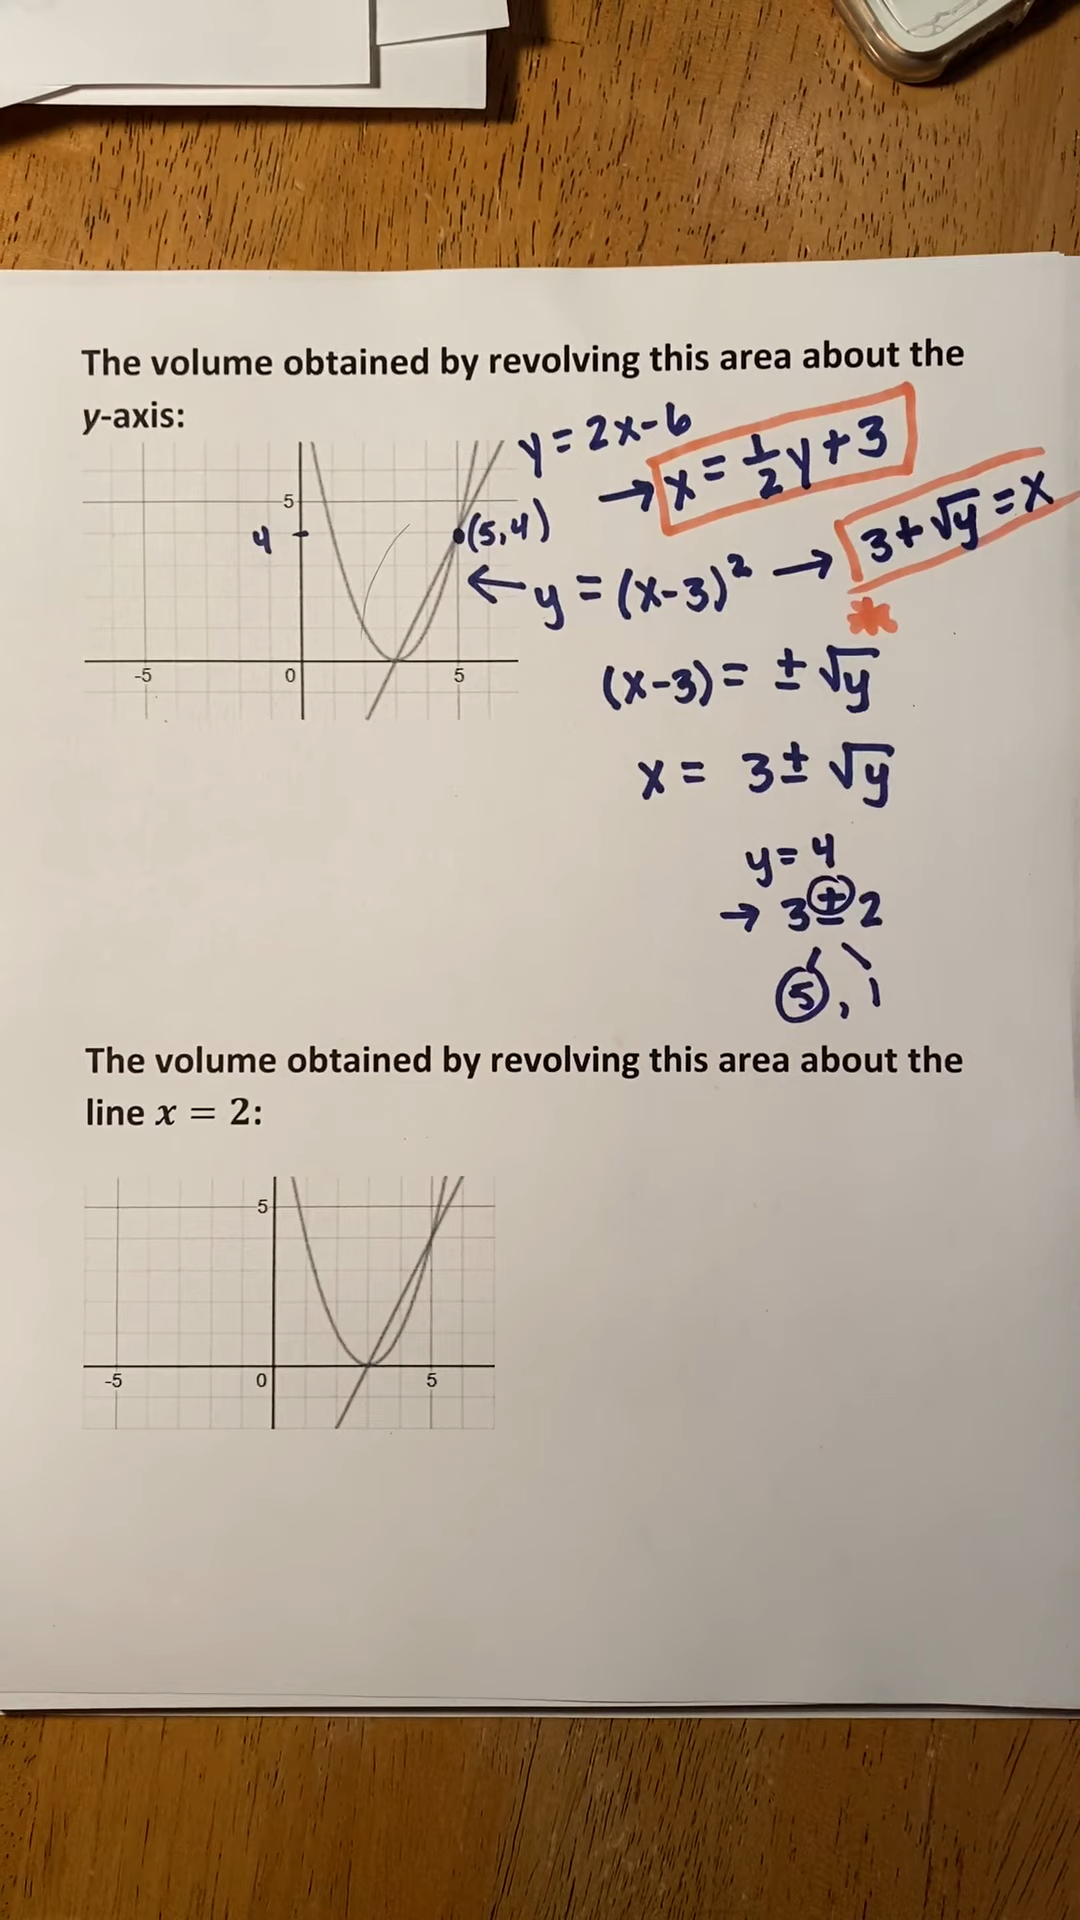 The volume obtained by revolving this area about the
y-axis:
y = 2x-6
→ x = 1/2 y + 3
5
4
(5,4)
← y = (x-3)² → 3+√y = x
*
-5 0 5
(x-3) = ± √y
x = 3 ± √y
y = 4
→ 3 ± 2
5, 1
The volume obtained by revolving this area about the
line x = 2:
5
-5 0 5